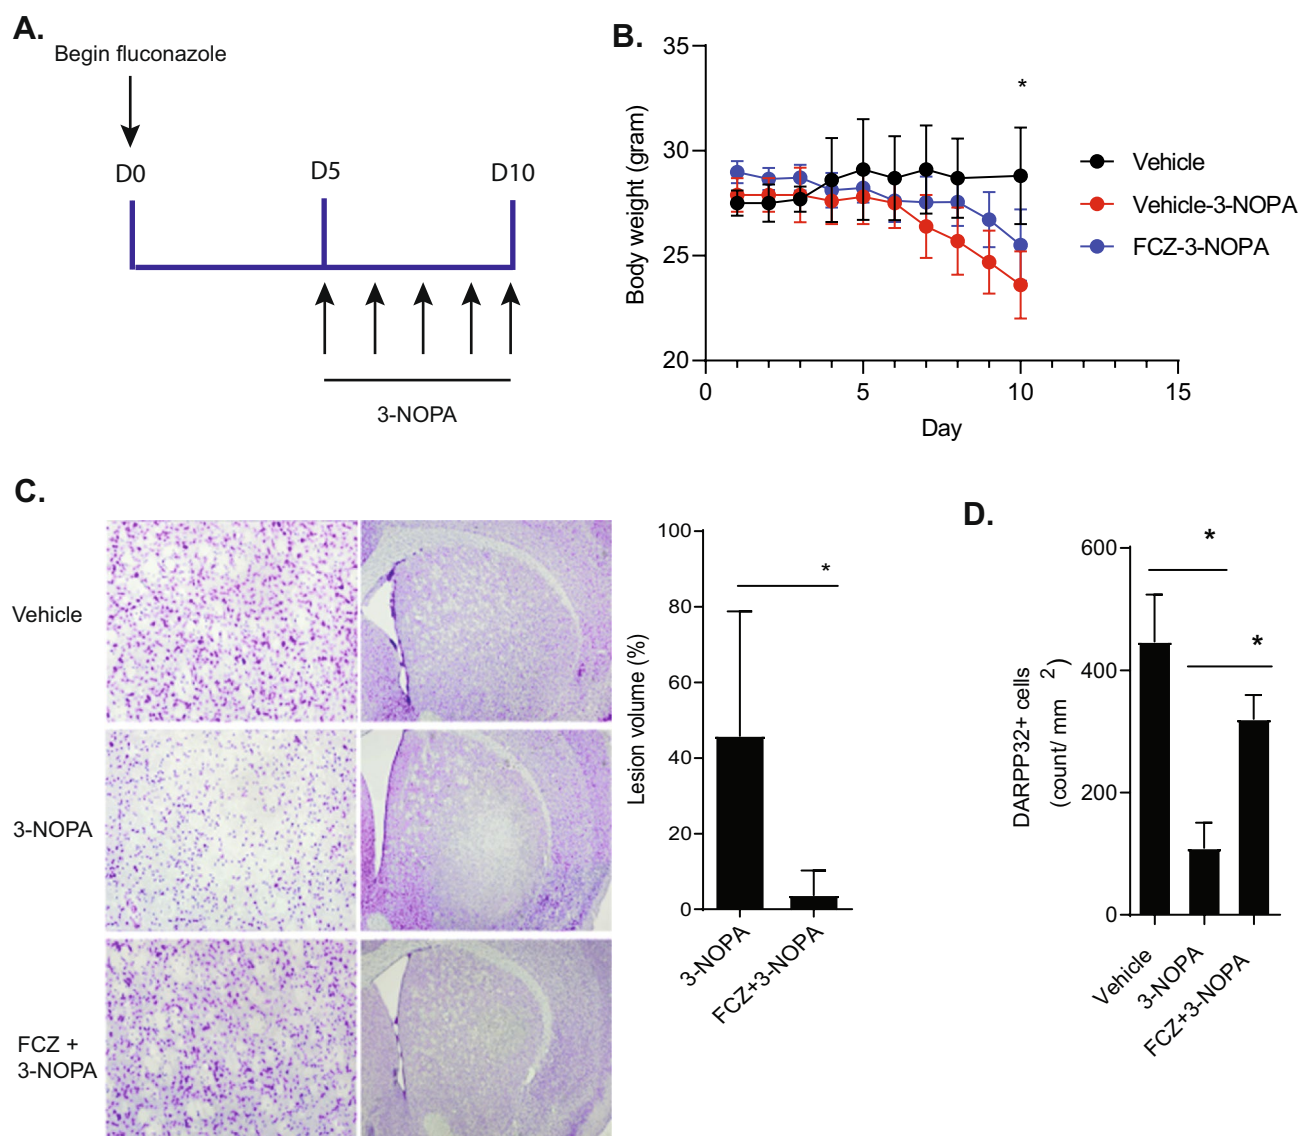 A.
Begin fluconazole
D0
D5
D10
3-NOPA
B.
35
30
25
20
0
5
10
15
Body weight (gram)
Day
*
Vehicle
Vehicle-3-NOPA
FCZ-3-NOPA
C.
Vehicle
3-NOPA
FCZ +
3-NOPA
100
80
60
40
20
0
Lesion volume (%)
*
3-NOPA
FCZ+3-NOPA
D.
600
400
200
0
DARPP32+ cells
(count/ mm 2)
*
*
Vehicle
3-NOPA
FCZ+3-NOPA